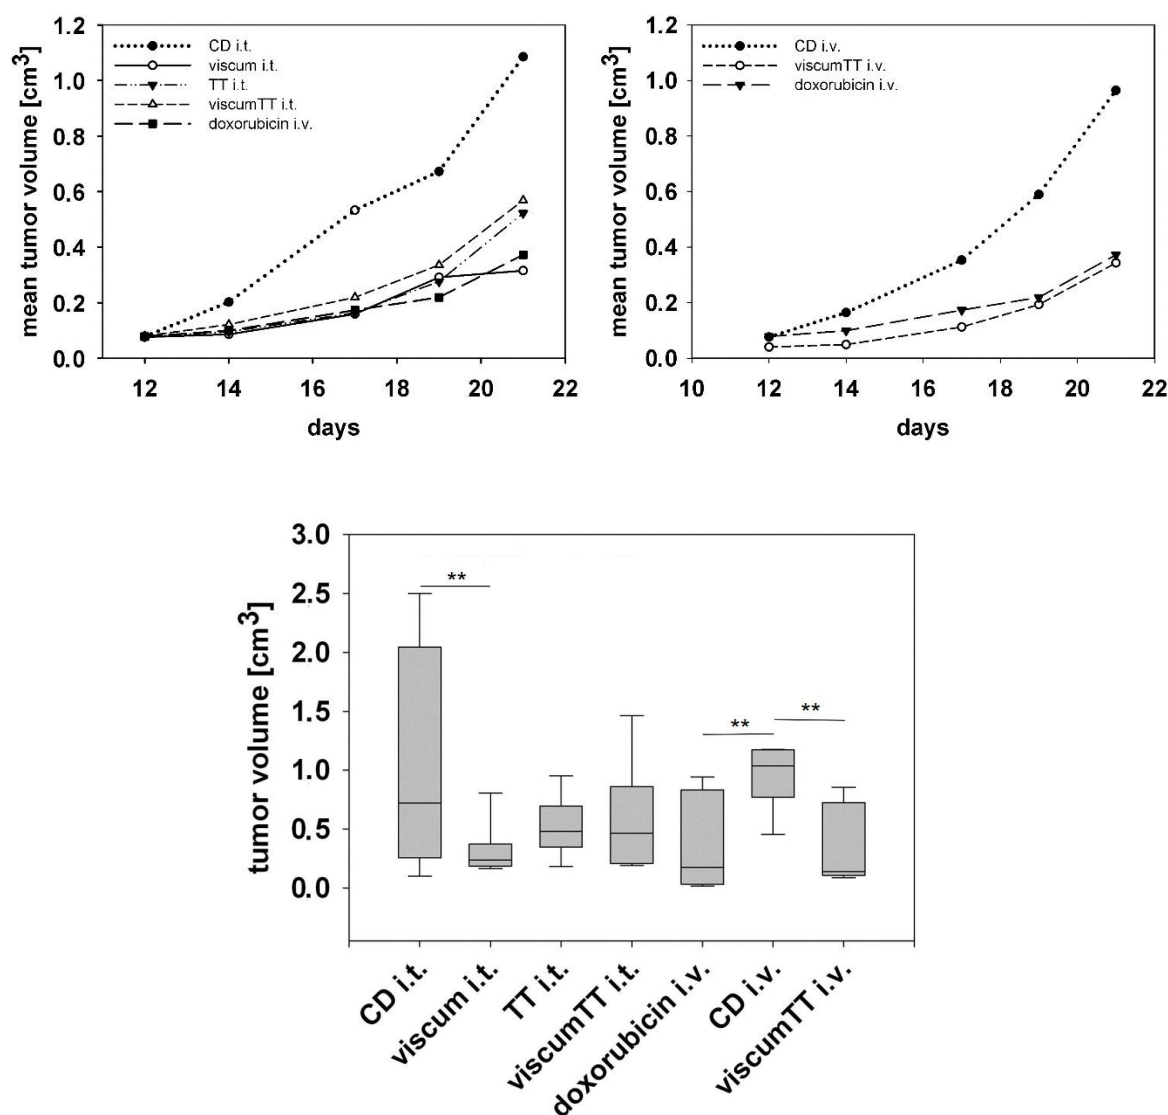 mean tumor volume [cm³]
1.2
1.0
0.8
0.6
0.4
0.2
0.0
CD i.t.
viscum i.t.
TT i.t.
viscumTT i.t.
doxorubicin i.v.
12 14 16 18 20 22
days
mean tumor volume [cm³]
1.2
1.0
0.8
0.6
0.4
0.2
0.0
CD i.v.
viscumTT i.v.
doxorubicin i.v.
10 12 14 16 18 20 22
days
tumor volume [cm³]
3.0
2.5
2.0
1.5
1.0
0.5
0.0
**
**
**
CD i.t.
viscum i.t.
TT i.t.
viscumTT i.t.
doxorubicin i.v.
CD i.v.
viscumTT i.v.